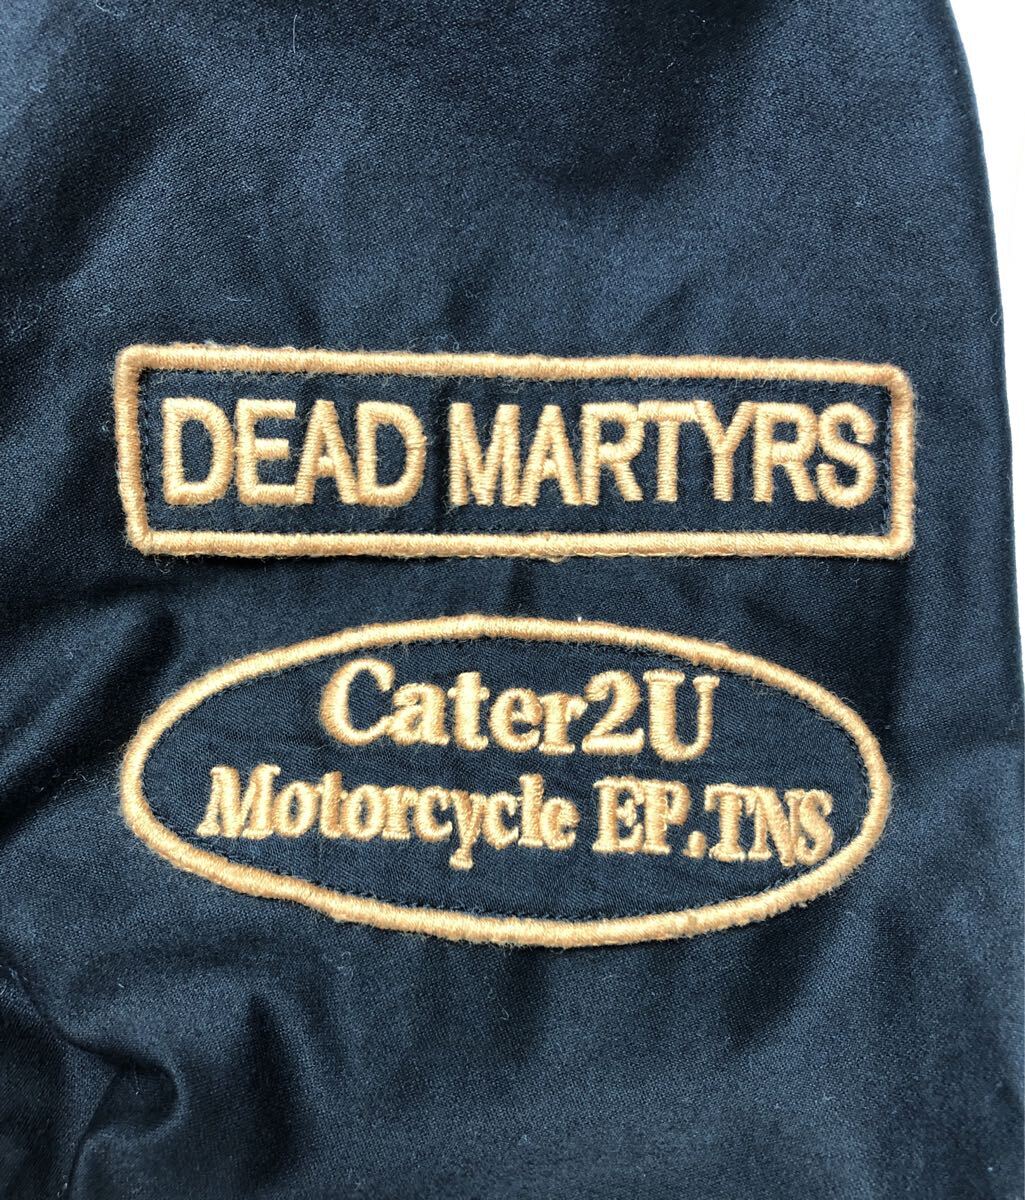 DEAD MARTYRS
Cater2U
Motorcycle EP.TNS